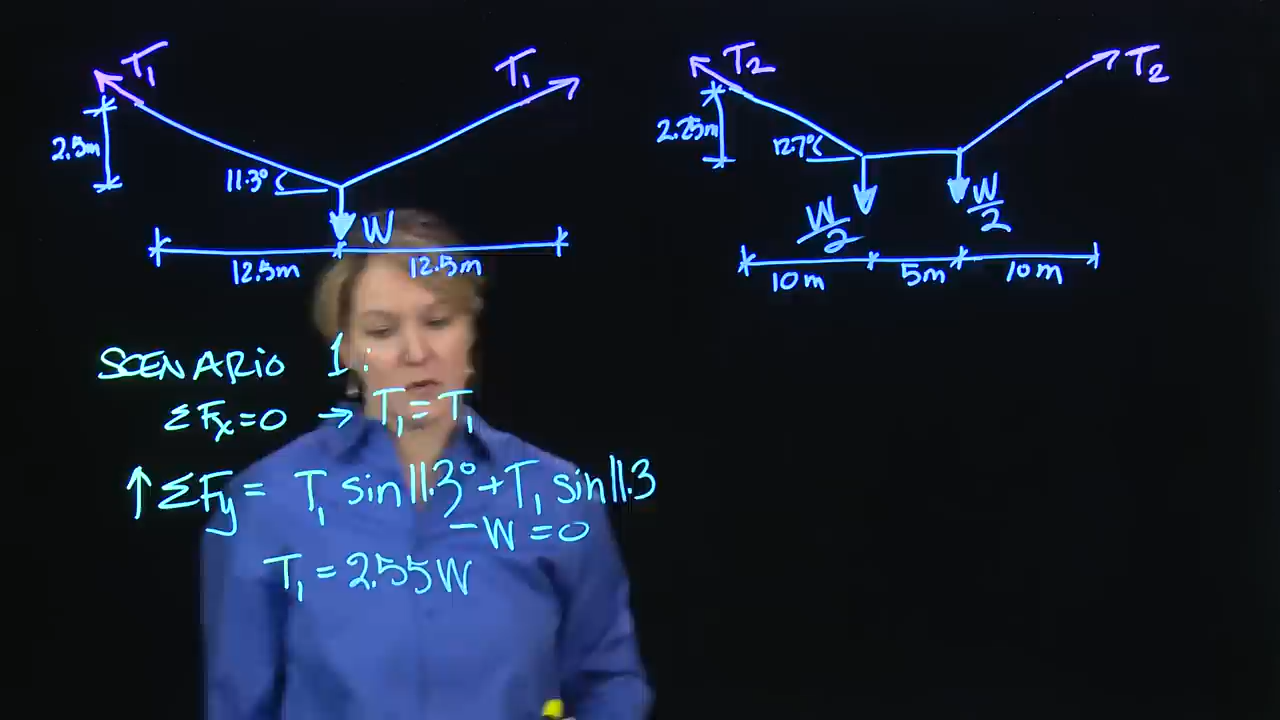 T₁ T₁
2.5m
11.3°
W
12.5m 12.5m
T₂ T₂
2.25m
12.7°
W/2 W/2
10m 5m 10m
SCENARIO 1:
ΣFx=0 → T₁=T₁
↑ΣFy= T₁ sin11.3°+T₁ sin11.3
-W=0
T₁=2.55W